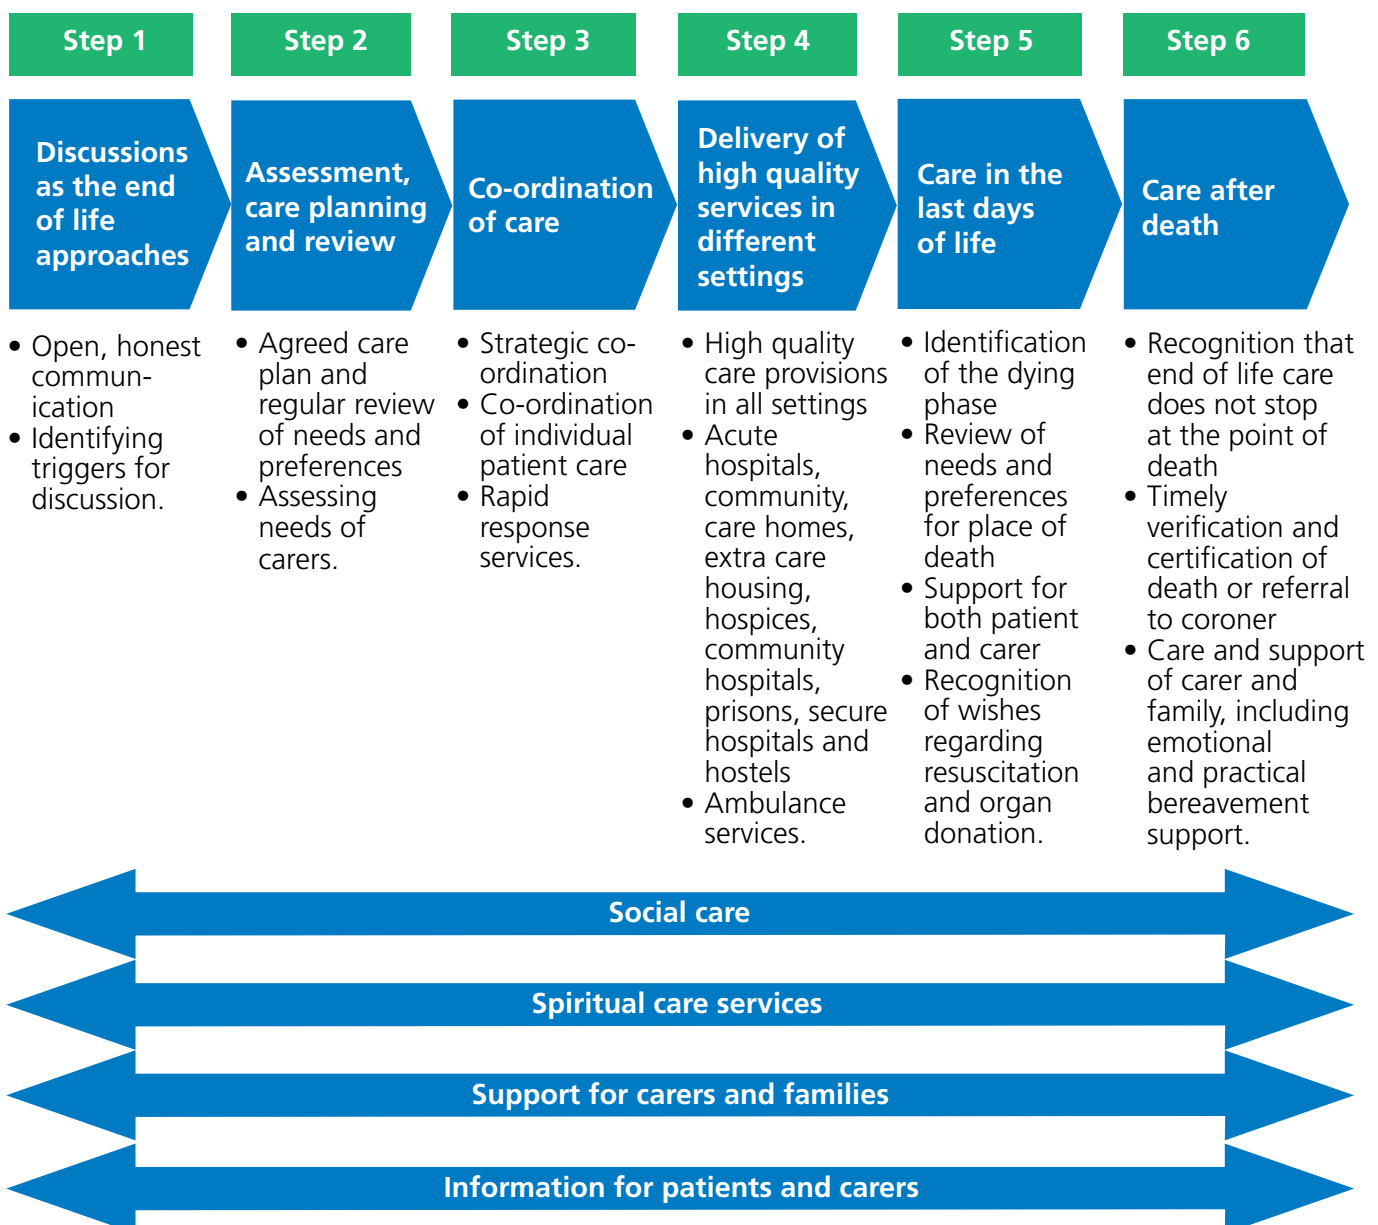 Step 1
Step 2
Step 3
Step 4
Step 5
Step 6
Discussions
as the end
of life
approaches
Assessment,
care planning
and review
Co-ordination
of care
Delivery of
high quality
services in
different
settings
Care in the
last days
of life
Care after
death
• Open, honest
commun-
ication
• Identifying
triggers for
discussion.
• Agreed care
plan and
regular review
of needs and
preferences
• Assessing
needs of
carers.
• Strategic co-
ordination
• Co-ordination
of individual
patient care
• Rapid
response
services.
• High quality
care provisions
in all settings
• Acute
hospitals,
community,
care homes,
extra care
housing,
hospices,
community
hospitals,
prisons, secure
hospitals and
hostels
• Ambulance
services.
• Identification
of the dying
phase
• Review of
needs and
preferences
for place of
death
• Support for
both patient
and carer
• Recognition
of wishes
regarding
resuscitation
and organ
donation.
• Recognition that
end of life care
does not stop
at the point of
death
• Timely
verification and
certification of
death or referral
to coroner
• Care and support
of carer and
family, including
emotional
and practical
bereavement
support.
Social care
Spiritual care services
Support for carers and families
Information for patients and carers